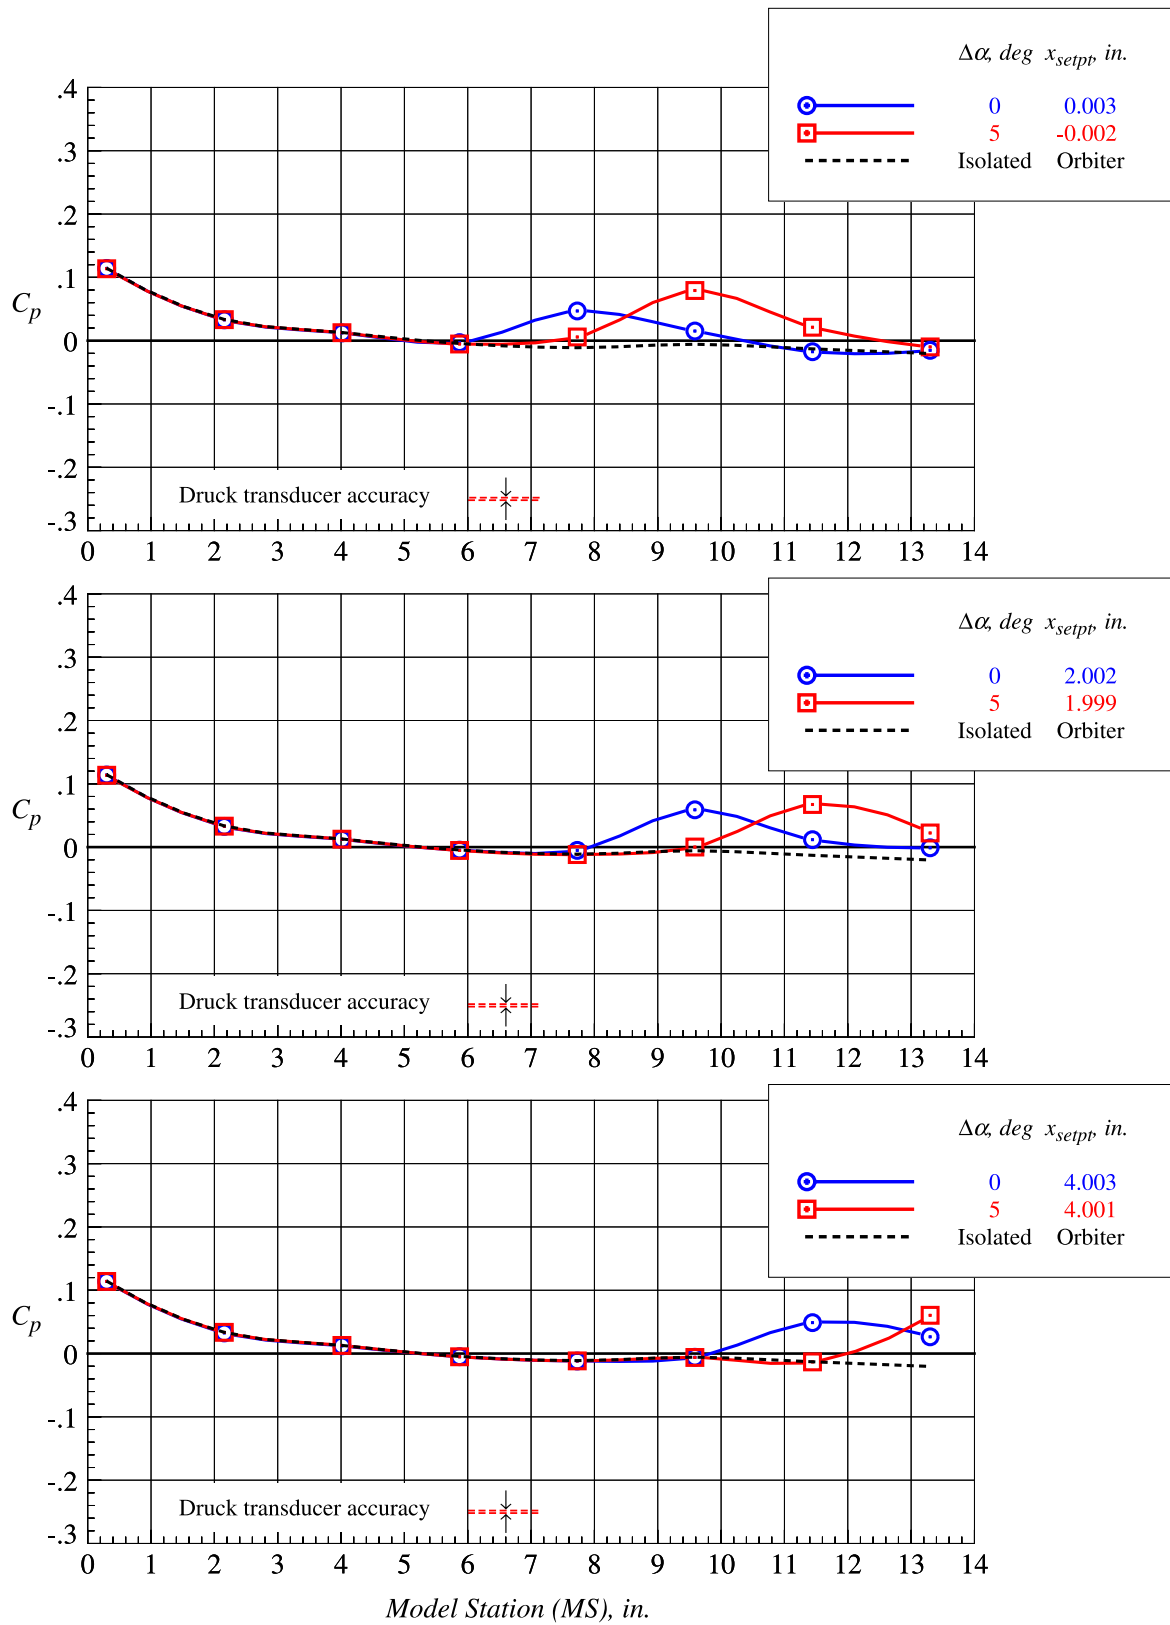 Δα, deg x_setpt, in.
0 0.003
5 -0.002
Isolated Orbiter
.4
.3
.2
.1
C_p
0
-.1
-.2
Druck transducer accuracy
-.3
0 1 2 3 4 5 6 7 8 9 10 11 12 13 14
Δα, deg x_setpt, in.
0 2.002
5 1.999
Isolated Orbiter
.4
.3
.2
.1
C_p
0
-.1
-.2
Druck transducer accuracy
-.3
0 1 2 3 4 5 6 7 8 9 10 11 12 13 14
Δα, deg x_setpt, in.
0 4.003
5 4.001
Isolated Orbiter
.4
.3
.2
.1
C_p
0
-.1
-.2
Druck transducer accuracy
-.3
0 1 2 3 4 5 6 7 8 9 10 11 12 13 14
Model Station (MS), in.